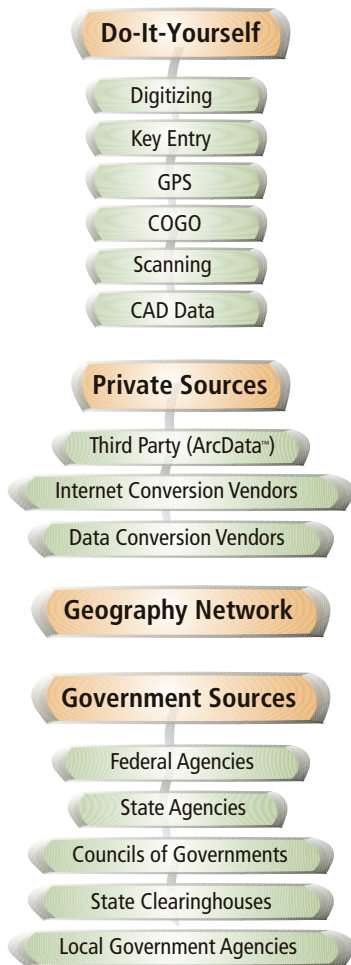 Do-It-Yourself
Digitizing
Key Entry
GPS
COGO
Scanning
CAD Data
Private Sources
Third Party (ArcData™)
Internet Conversion Vendors
Data Conversion Vendors
Geography Network
Government Sources
Federal Agencies
State Agencies
Councils of Governments
State Clearinghouses
Local Government Agencies